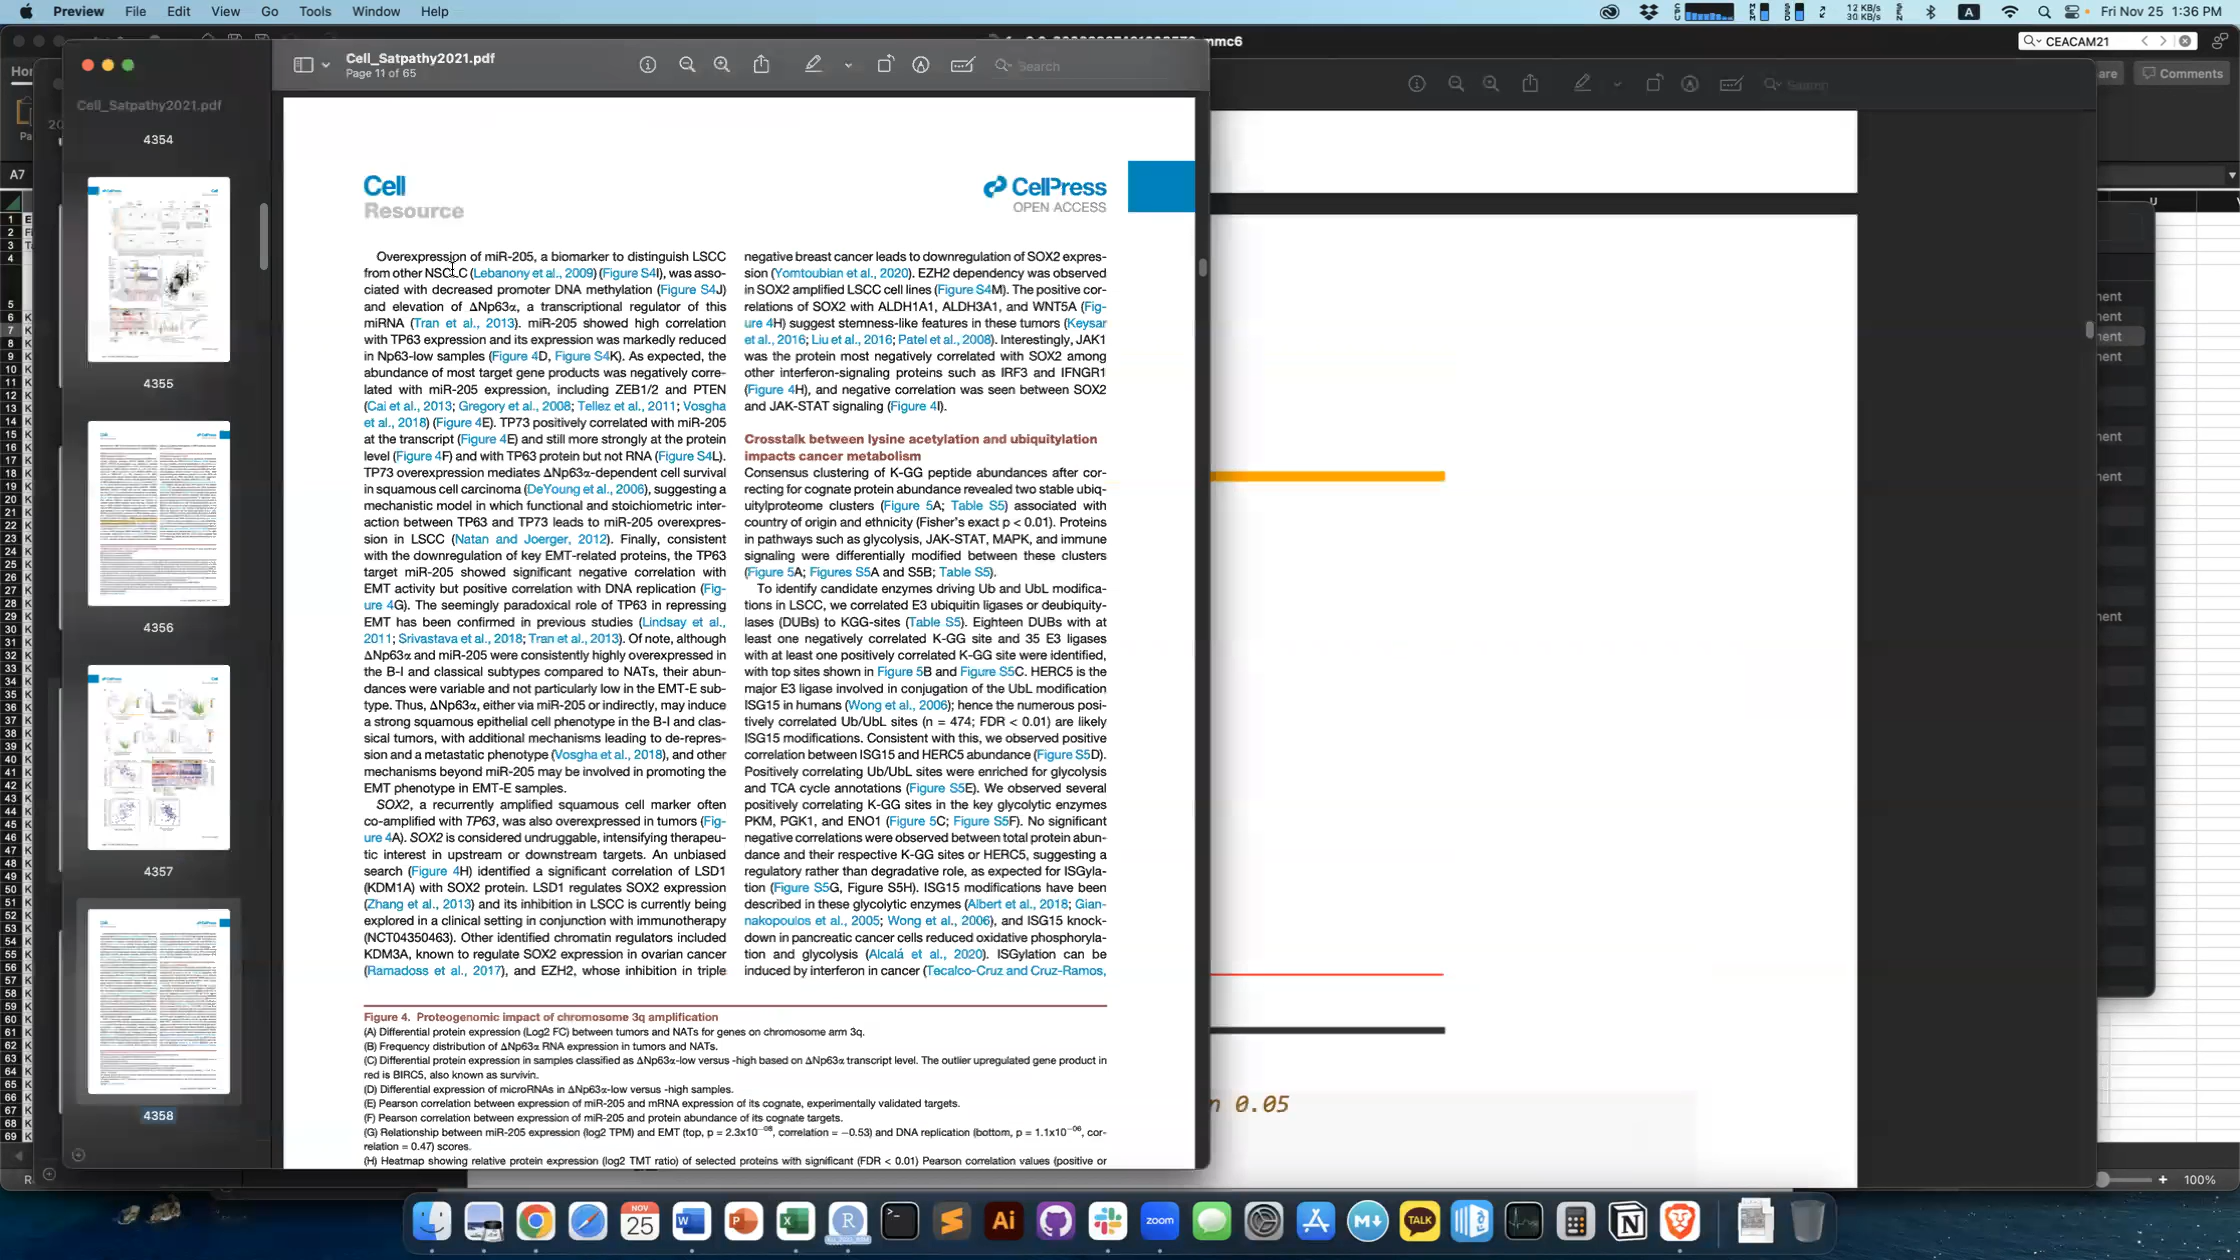 Preview File Edit View Go Tools Window Help
12 KB/s
30 KB/s
Fri Nov 25 1:36 PM
mmc6
CEACAM21
Cell_Satpathy2021.pdf
Page 11 of 65
Search
Search
Comments
Cell_Satpathy2021.pdf
4354
4355
4356
4357
4358
A7
Cell
Resource
CellPress
OPEN ACCESS
Overexpression of miR-205, a biomarker to distinguish LSCC
from other NSCLC (Lebanony et al., 2009) (Figure S4I), was asso-
ciated with decreased promoter DNA methylation (Figure S4J)
and elevation of ΔNp63α, a transcriptional regulator of this
miRNA (Tran et al., 2013). miR-205 showed high correlation
with TP63 expression and its expression was markedly reduced
in Np63-low samples (Figure 4D, Figure S4K). As expected, the
abundance of most target gene products was negatively corre-
lated with miR-205 expression, including ZEB1/2 and PTEN
(Cai et al., 2013; Gregory et al., 2008; Tellez et al., 2011; Vosgha
et al., 2018) (Figure 4E). TP73 positively correlated with miR-205
at the transcript (Figure 4E) and still more strongly at the protein
level (Figure 4F) and with TP63 protein but not RNA (Figure S4L).
TP73 overexpression mediates ΔNp63α-dependent cell survival
in squamous cell carcinoma (DeYoung et al., 2006), suggesting a
mechanistic model in which functional and stoichiometric inter-
action between TP63 and TP73 leads to miR-205 overexpres-
sion in LSCC (Natan and Joerger, 2012). Finally, consistent
with the downregulation of key EMT-related proteins, the TP63
target miR-205 showed significant negative correlation with
EMT activity but positive correlation with DNA replication (Fig-
ure 4G). The seemingly paradoxical role of TP63 in repressing
EMT has been confirmed in previous studies (Lindsay et al.,
2011; Srivastava et al., 2018; Tran et al., 2013). Of note, although
ΔNp63α and miR-205 were consistently highly overexpressed in
the B-I and classical subtypes compared to NATs, their abun-
dances were variable and not particularly low in the EMT-E sub-
type. Thus, ΔNp63α, either via miR-205 or indirectly, may induce
a strong squamous epithelial cell phenotype in the B-I and clas-
sical tumors, with additional mechanisms leading to de-repres-
sion and a metastatic phenotype (Vosgha et al., 2018), and other
mechanisms beyond miR-205 may be involved in promoting the
EMT phenotype in EMT-E samples.
SOX2, a recurrently amplified squamous cell marker often
co-amplified with TP63, was also overexpressed in tumors (Fig-
ure 4A). SOX2 is considered undruggable, intensifying therapeu-
tic interest in upstream or downstream targets. An unbiased
search (Figure 4H) identified a significant correlation of LSD1
(KDM1A) with SOX2 protein. LSD1 regulates SOX2 expression
(Zhang et al., 2013) and its inhibition in LSCC is currently being
explored in a clinical setting in conjunction with immunotherapy
(NCT04350463). Other identified chromatin regulators included
KDM3A, known to regulate SOX2 expression in ovarian cancer
(Ramadoss et al., 2017), and EZH2, whose inhibition in triple
negative breast cancer leads to downregulation of SOX2 expres-
sion (Yomtoubian et al., 2020). EZH2 dependency was observed
in SOX2 amplified LSCC cell lines (Figure S4M). The positive cor-
relations of SOX2 with ALDH1A1, ALDH3A1, and WNT5A (Fig-
ure 4H) suggest stemness-like features in these tumors (Keysar
et al., 2016; Liu et al., 2016; Patel et al., 2008). Interestingly, JAK1
was the protein most negatively correlated with SOX2 among
other interferon-signaling proteins such as IRF3 and IFNGR1
(Figure 4H), and negative correlation was seen between SOX2
and JAK-STAT signaling (Figure 4I).
Crosstalk between lysine acetylation and ubiquitylation
impacts cancer metabolism
Consensus clustering of K-GG peptide abundances after cor-
recting for cognate protein abundance revealed two stable ubiq-
uitylproteome clusters (Figure 5A; Table S5) associated with
country of origin and ethnicity (Fisher's exact p < 0.01). Proteins
in pathways such as glycolysis, JAK-STAT, MAPK, and immune
signaling were differentially modified between these clusters
(Figure 5A; Figures S5A and S5B; Table S5).
To identify candidate enzymes driving Ub and UbL modifica-
tions in LSCC, we correlated E3 ubiquitin ligases or deubiquity-
lases (DUBs) to KGG-sites (Table S5). Eighteen DUBs with at
least one negatively correlated K-GG site and 35 E3 ligases
with at least one positively correlated K-GG site were identified,
with top sites shown in Figure 5B and Figure S5C. HERC5 is the
major E3 ligase involved in conjugation of the UbL modification
ISG15 in humans (Wong et al., 2006); hence the numerous posi-
tively correlated Ub/UbL sites (n = 474; FDR < 0.01) are likely
ISG15 modifications. Consistent with this, we observed positive
correlation between ISG15 and HERC5 abundance (Figure S5D).
Positively correlating Ub/UbL sites were enriched for glycolysis
and TCA cycle annotations (Figure S5E). We observed several
positively correlating K-GG sites in the key glycolytic enzymes
PKM, PGK1, and ENO1 (Figure 5C; Figure S5F). No significant
negative correlations were observed between total protein abun-
dance and their respective K-GG sites or HERC5, suggesting a
regulatory rather than degradative role, as expected for ISGyla-
tion (Figure S5G, Figure S5H). ISG15 modifications have been
described in these glycolytic enzymes (Albert et al., 2018; Gian-
nakopoulos et al., 2005; Wong et al., 2006), and ISG15 knock-
down in pancreatic cancer cells reduced oxidative phosphoryla-
tion and glycolysis (Alcalá et al., 2020). ISGylation can be
induced by interferon in cancer (Tecalco-Cruz and Cruz-Ramos,
Figure 4. Proteogenomic impact of chromosome 3q amplification
(A) Differential protein expression (Log2 FC) between tumors and NATs for genes on chromosome arm 3q.
(B) Frequency distribution of ΔNp63α RNA expression in tumors and NATs.
(C) Differential protein expression in samples classified as ΔNp63α-low versus -high based on ΔNp63α transcript level. The outlier upregulated gene product in
red is BIRC5, also known as survivin.
(D) Differential expression of microRNAs in ΔNp63α-low versus -high samples.
(E) Pearson correlation between expression of miR-205 and mRNA expression of its cognate, experimentally validated targets.
(F) Pearson correlation between expression of miR-205 and protein abundance of its cognate targets.
(G) Relationship between miR-205 expression (log2 TPM) and EMT (top, p = 2.3x10⁻⁰⁸, correlation = −0.53) and DNA replication (bottom, p = 1.1x10⁻⁰⁶, cor-
relation = 0.47) scores.
(H) Heatmap showing relative protein expression (log2 TMT ratio) of selected proteins with significant (FDR < 0.01) Pearson correlation values (positive or
n 0.05
100%
NOV
25
zoom
TALK